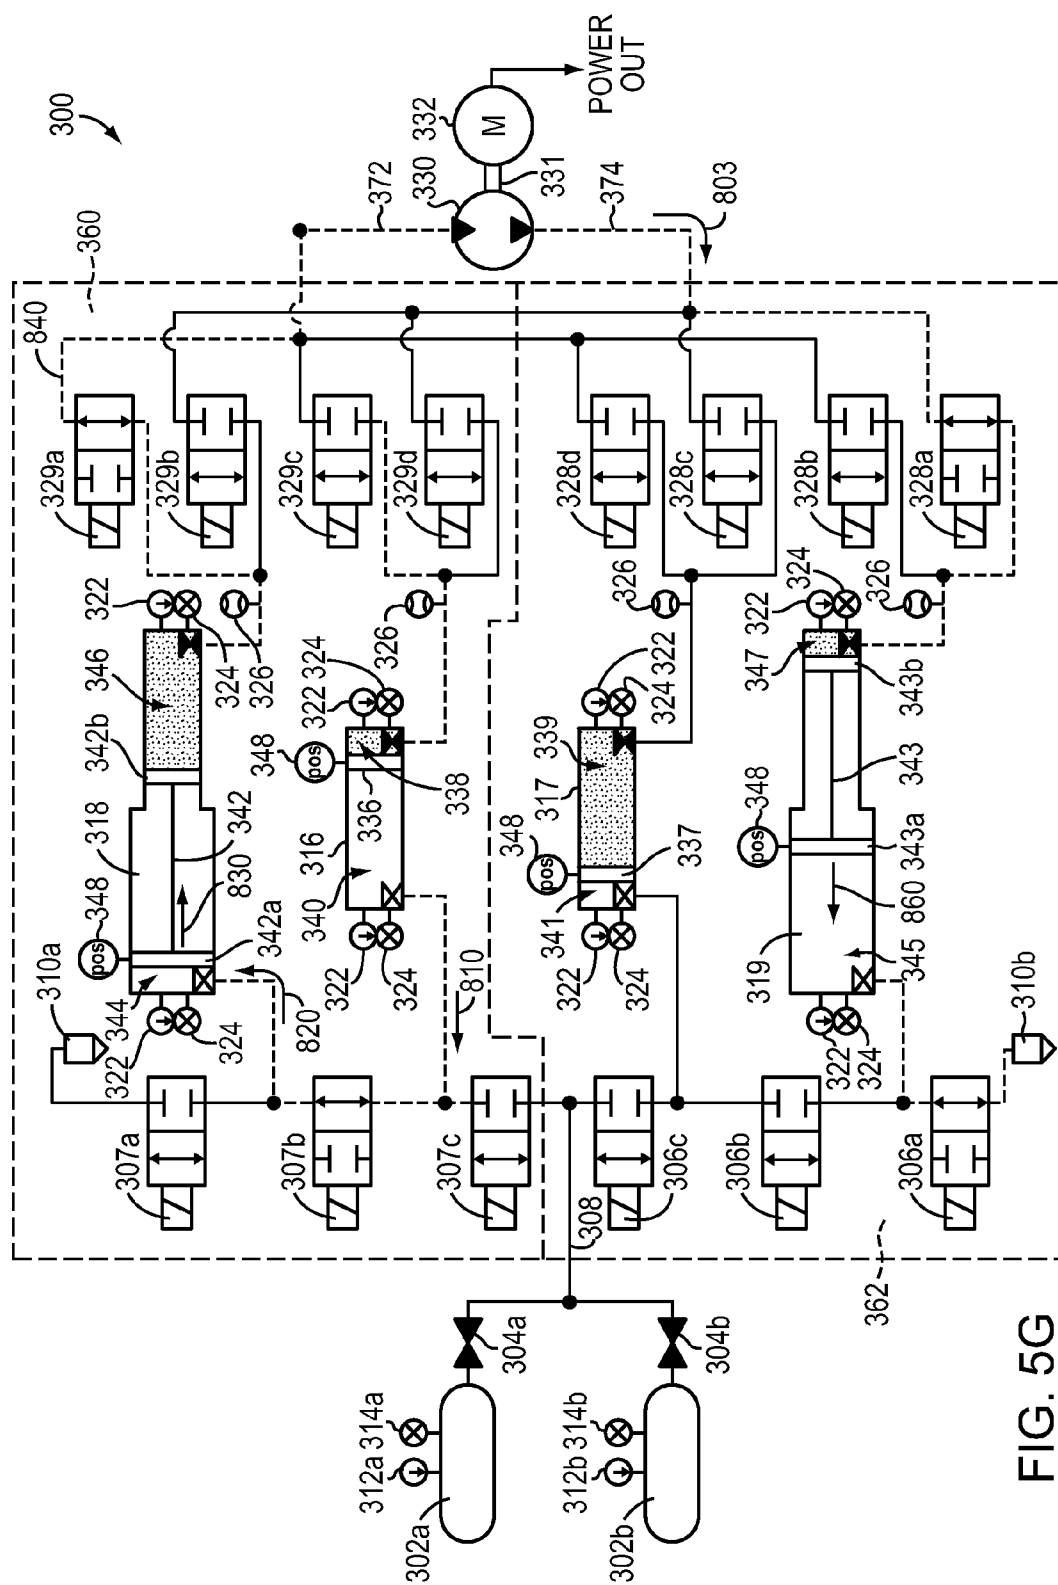 300
POWER
OUT
332
M
331
330
372
374
803
360
840
329a
329b
329c
329d
328d
328c
328b
328a
322
324
326
346
342b
318
342
830
348
pos
342a
344
820
322
324
310a
322
324
326
348
pos
338
336
316
340
322
324
810
326
322
324
339
317
348
pos
337
341
322
324
322
324
326
347
343b
343
348
pos
343a
860
319
345
322
324
310b
307a
307b
307c
306c
306b
306a
308
362
304a
304b
312a
314a
302a
312b
314b
302b
FIG. 5G